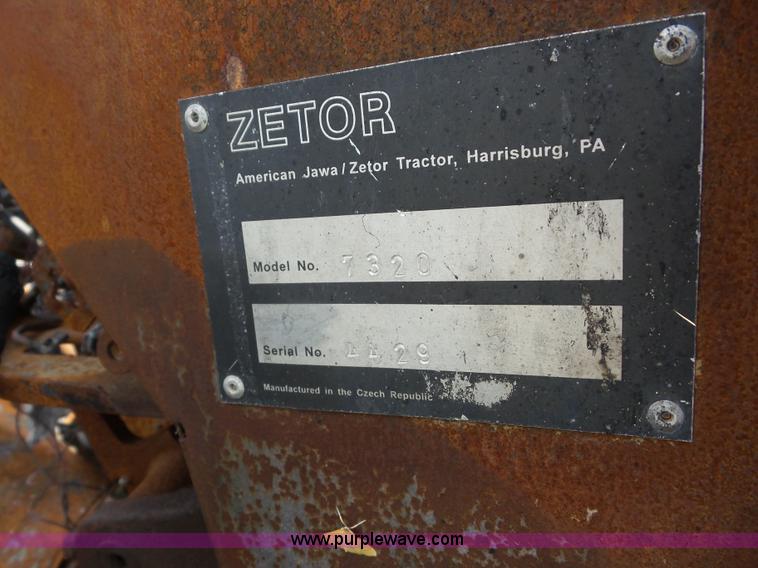 ZETOR
American Jawa/Zetor Tractor, Harrisburg, PA
Model No. 7320
Serial No. 4429
Manufactured in the Czech Republic
www.purplewave.com